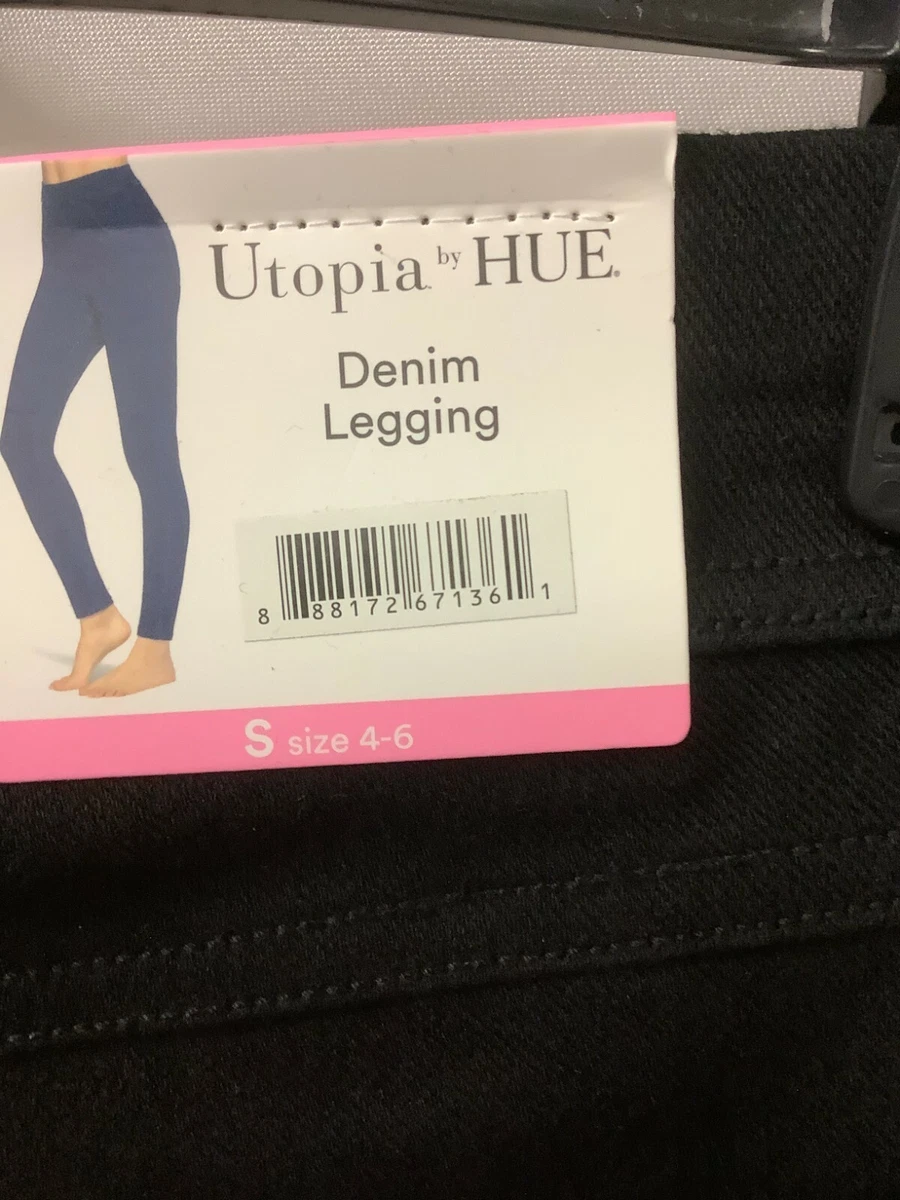 Utopia by HUE
Denim
Legging
8 88172 67136 1
S size 4-6